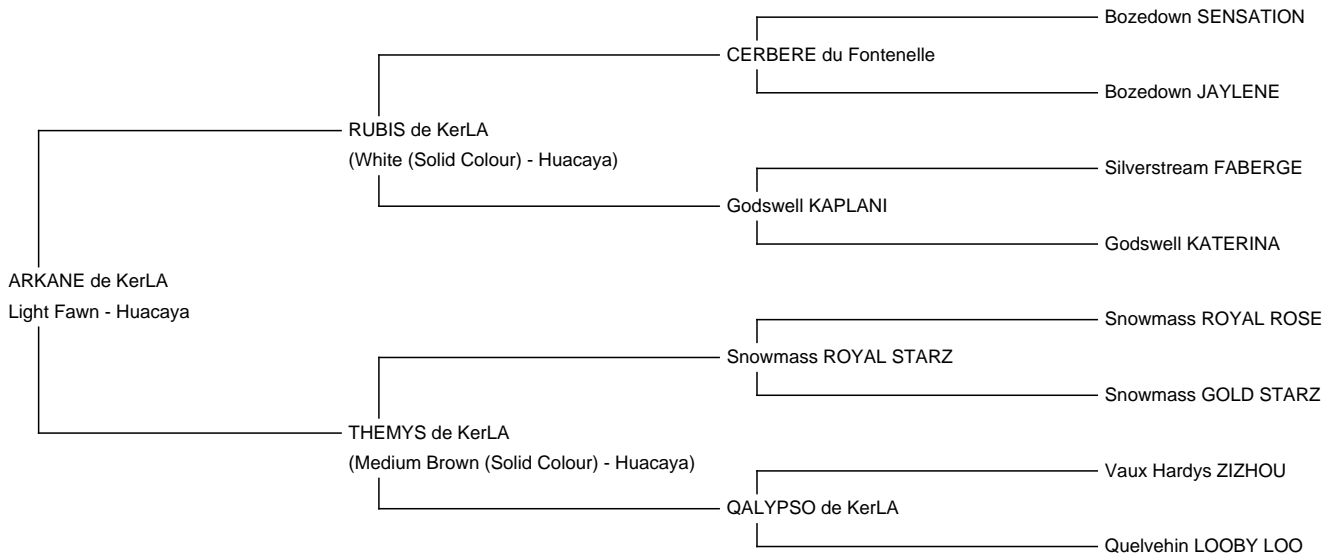 Bozedown SENSATION
CERBERE du Fontenelle
Bozedown JAYLENE
RUBIS de KerLA
(White (Solid Colour) - Huacaya)
Silverstream FABERGE
Godswell KAPLANI
Godswell KATERINA
ARKANE de KerLA
Light Fawn - Huacaya
Snowmass ROYAL ROSE
Snowmass ROYAL STARZ
Snowmass GOLD STARZ
THEMYS de KerLA
(Medium Brown (Solid Colour) - Huacaya)
Vaux Hardys ZIZHOU
QALYPSO de KerLA
Quelvehin LOOBY LOO